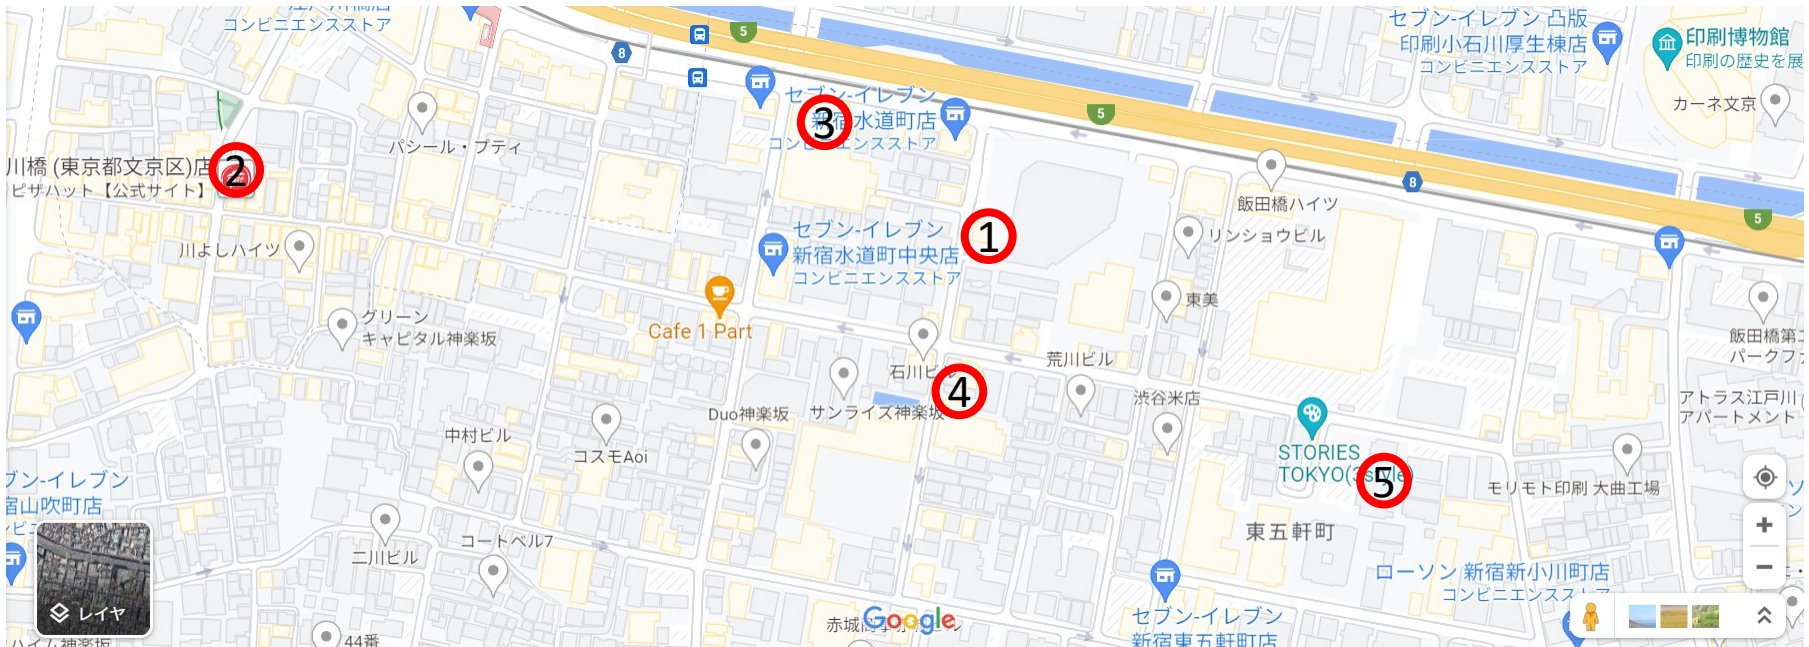 コンビニエンスストア
5
8
セブン-イレブン 凸版
印刷小石川厚生棟店
コンビニエンスストア
印刷博物館
印刷の歴史を展
カーネ文京
パシール・プティ
セブン-イレブン
新宿水道町店
コンビニエンスストア
3
5
川橋 (東京都文京区)店
ピザハット【公式サイト】
2
8
飯田橋ハイツ
5
川よしハイツ
セブン-イレブン
新宿水道町中央店
コンビニエンスストア
1
リンショウビル
東美
グリーン
キャピタル神楽坂
Cafe 1 Part
飯田橋第二
パークファ
石川ビル
荒川ビル
4
渋谷米店
アトラス江戸川
アパートメント
Duo神楽坂
サンライズ神楽坂
中村ビル
コスモAoi
STORIES
TOKYO(3style)
5
モリモト印刷 大曲工場
ブン-イレブン
宿山吹町店
東五軒町
二川ビル
コートベル7
ローソン 新宿新小川町店
コンビニエンスストア
レイヤ
セブン-イレブン
新宿東五軒町店
Google
44番
ハイム神楽坂